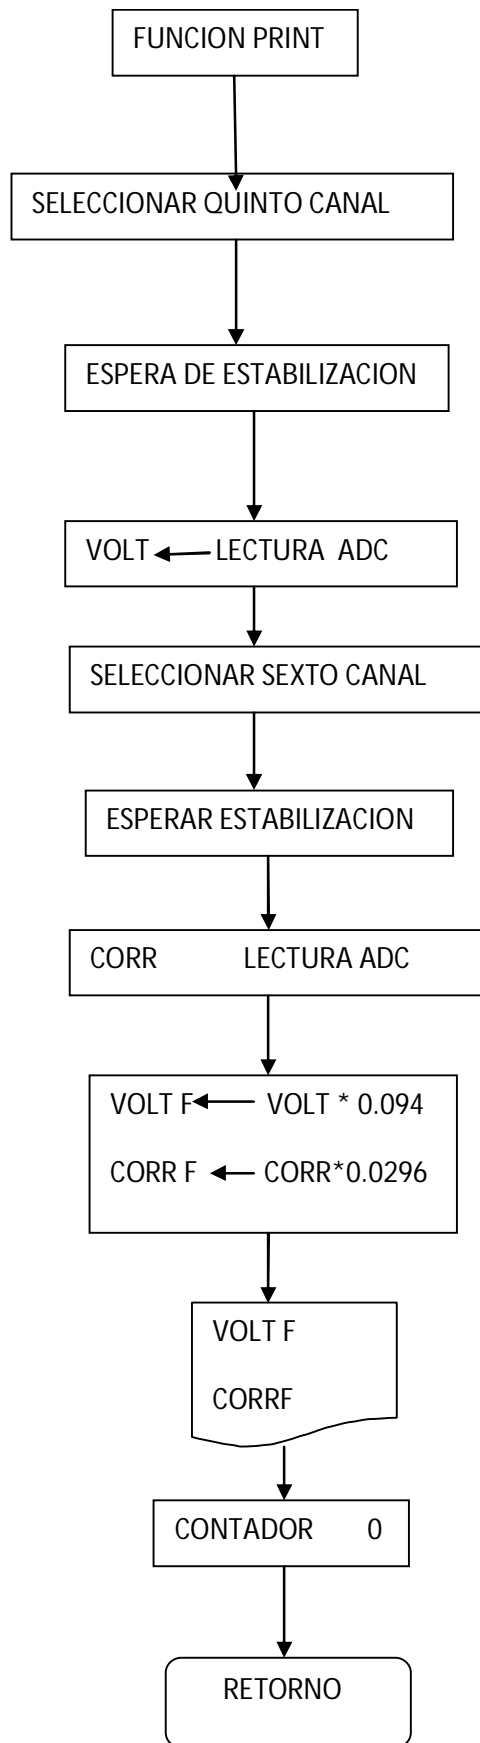 FUNCION PRINT
SELECCIONAR QUINTO CANAL
ESPERA DE ESTABILIZACION
VOLT LECTURA ADC
SELECCIONAR SEXTO CANAL
ESPERAR ESTABILIZACION
CORR LECTURA ADC
VOLT F VOLT * 0.094
CORR F CORR*0.0296
VOLT F
CORRF
CONTADOR 0
RETORNO